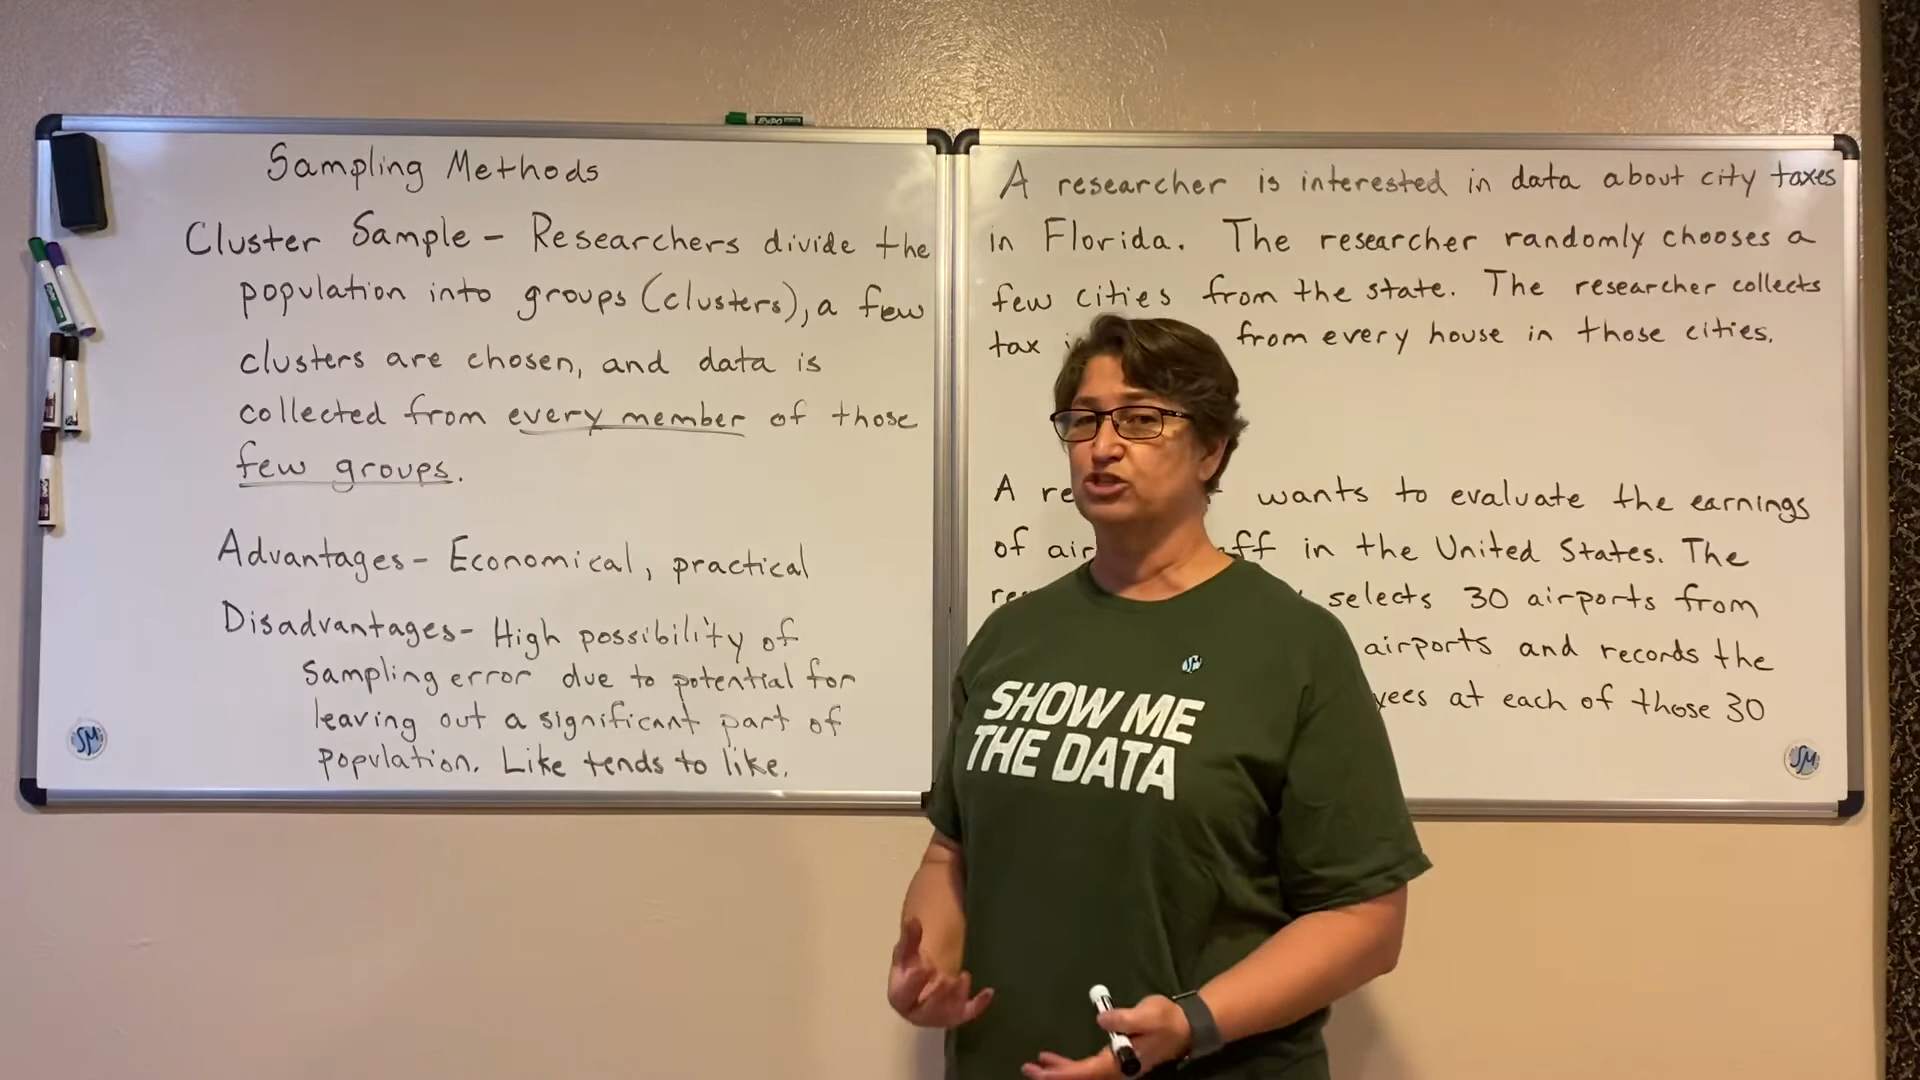 Sampling Methods
Cluster Sample - Researchers divide the
population into groups (clusters), a few
clusters are chosen, and data is
collected from every member of those
few groups.
Advantages - Economical, practical
Disadvantages - High possibility of
sampling error due to potential for
leaving out a significant part of
population. Like tends to like.
SM
EXPO
A researcher is interested in data about city taxes
in Florida. The researcher randomly chooses a
few cities from the state. The researcher collects
tax from every house in those cities.
A wants to evaluate the earnings
of in the United States. The
selects 30 airports from
airports and records the
at each of those 30
SM
SM
SHOW ME
THE DATA